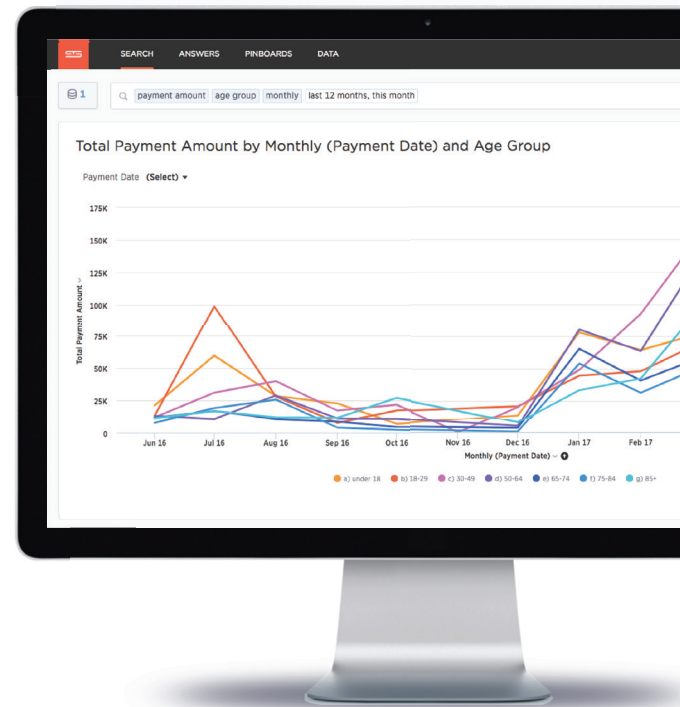 STS SEARCH ANSWERS PINBOARDS DATA
1 payment amount age group monthly last 12 months, this month
Total Payment Amount by Monthly (Payment Date) and Age Group
Payment Date (Select)
175K
150K
125K
100K
75K
50K
25K
0
Total Payment Amount
Jun 16 Jul 16 Aug 16 Sep 16 Oct 16 Nov 16 Dec 16 Jan 17 Feb 17
Monthly (Payment Date)
a) under 18 b) 18-29 c) 30-49 d) 50-64 e) 65-74 f) 75-84 g) 85+